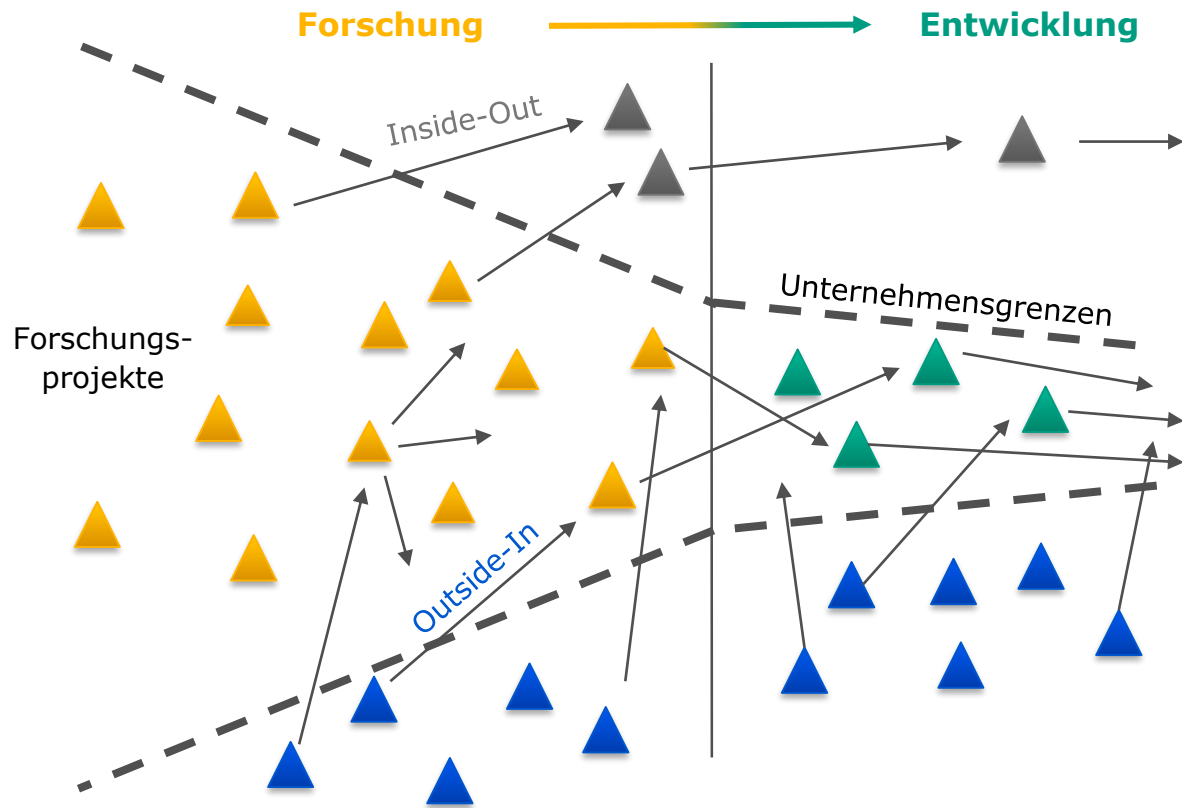 Forschung
Entwicklung
Inside-Out
Unternehmensgrenzen
Forschungs-
projekte
Outside-In